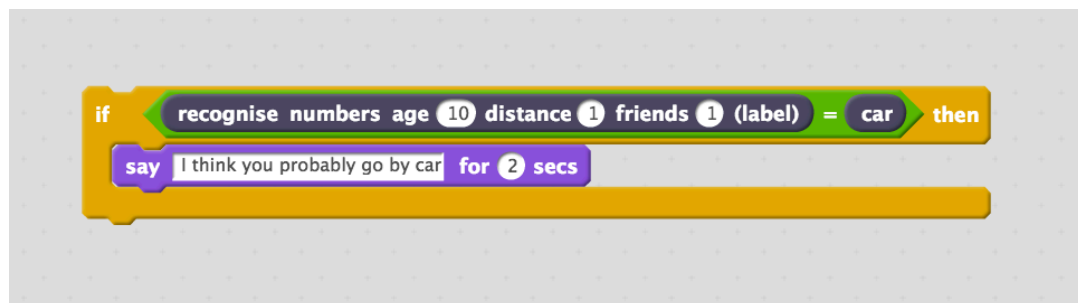 if recognise numbers age 10 distance 1 friends 1 (label) = car then
say I think you probably go by car for 2 secs